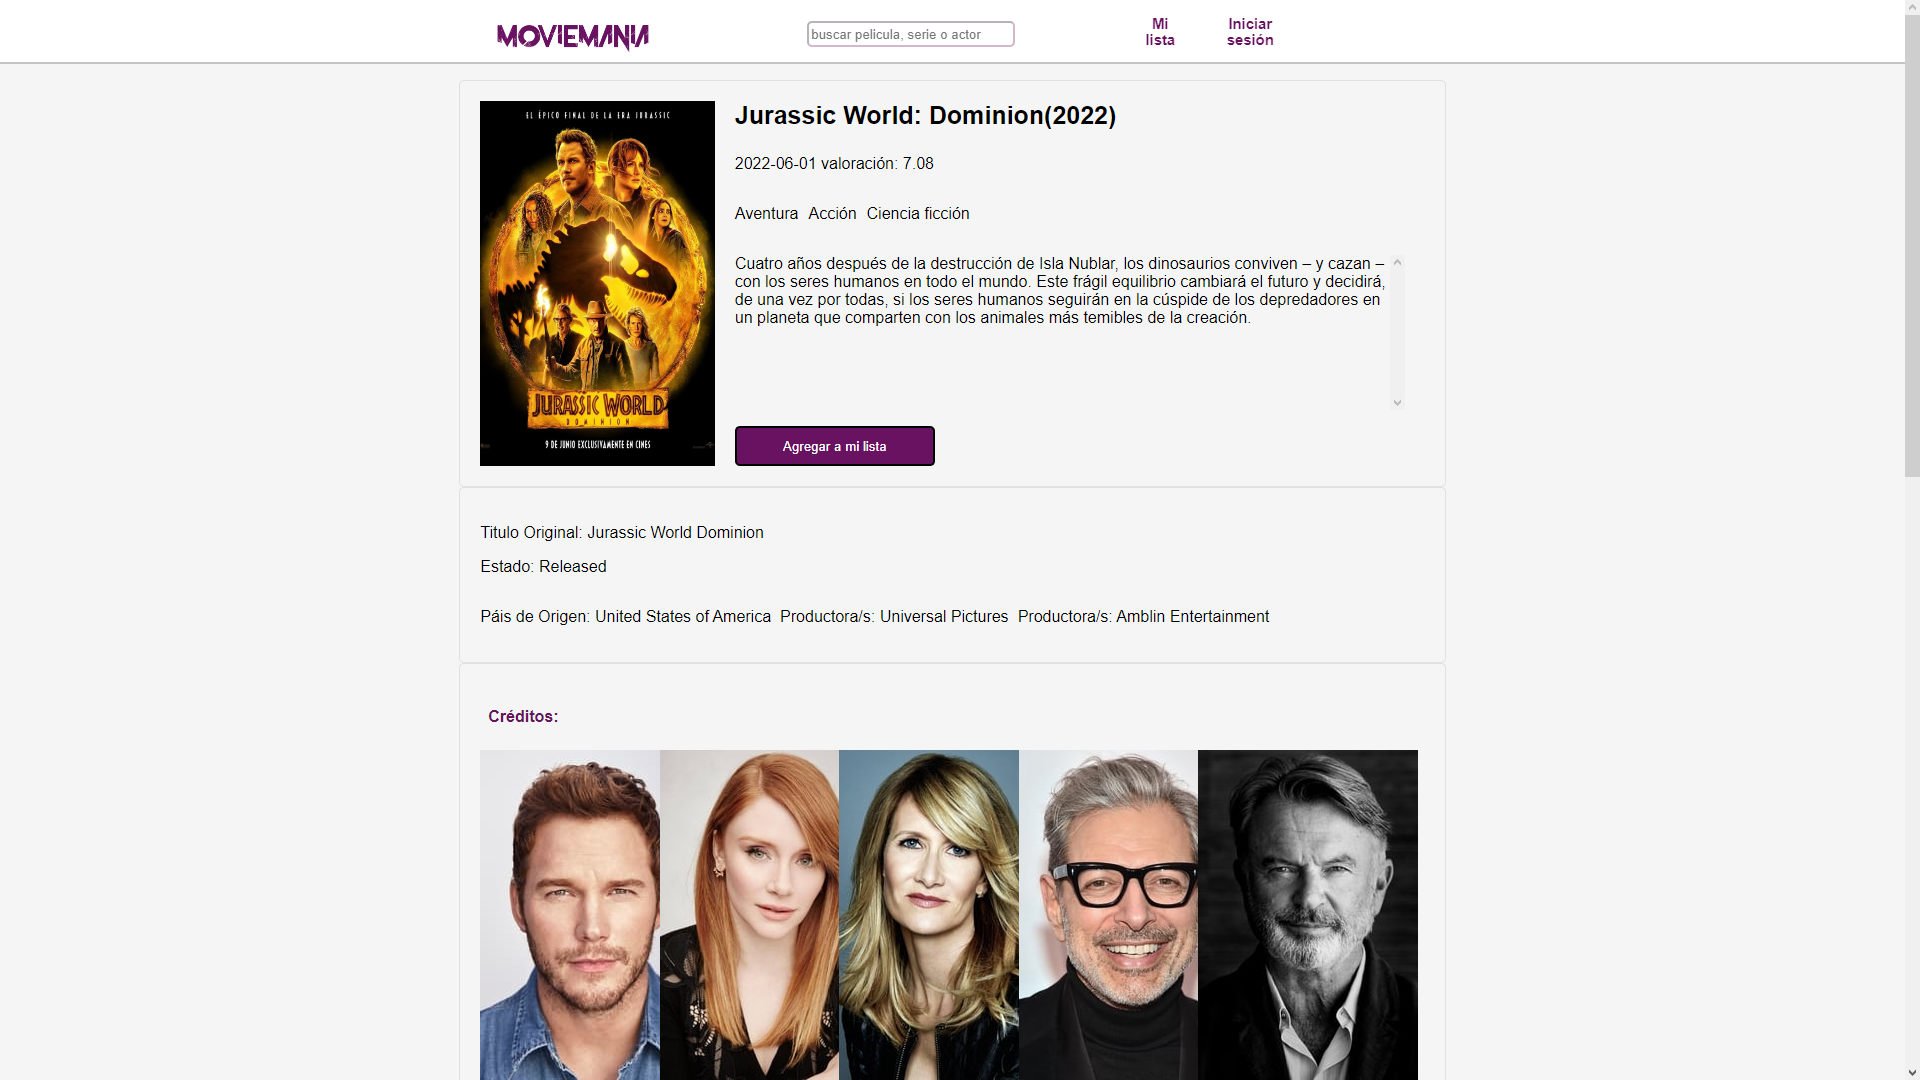 MOVIEMANIA
buscar pelicula, serie o actor
Mi
lista
Iniciar
sesión
EL ÉPICO FINAL DE LA ERA JURASSIC
JURASSIC WORLD
DOMINION
9 DE JUNIO EXCLUSIVAMENTE EN CINES
Jurassic World: Dominion(2022)
2022-06-01 valoración: 7.08
Aventura Acción Ciencia ficción
Cuatro años después de la destrucción de Isla Nublar, los dinosaurios conviven – y cazan –
con los seres humanos en todo el mundo. Este frágil equilibrio cambiará el futuro y decidirá,
de una vez por todas, si los seres humanos seguirán en la cúspide de los depredadores en
un planeta que comparten con los animales más temibles de la creación.
Agregar a mi lista
Titulo Original: Jurassic World Dominion
Estado: Released
Páis de Origen: United States of America Productora/s: Universal Pictures Productora/s: Amblin Entertainment
Créditos: